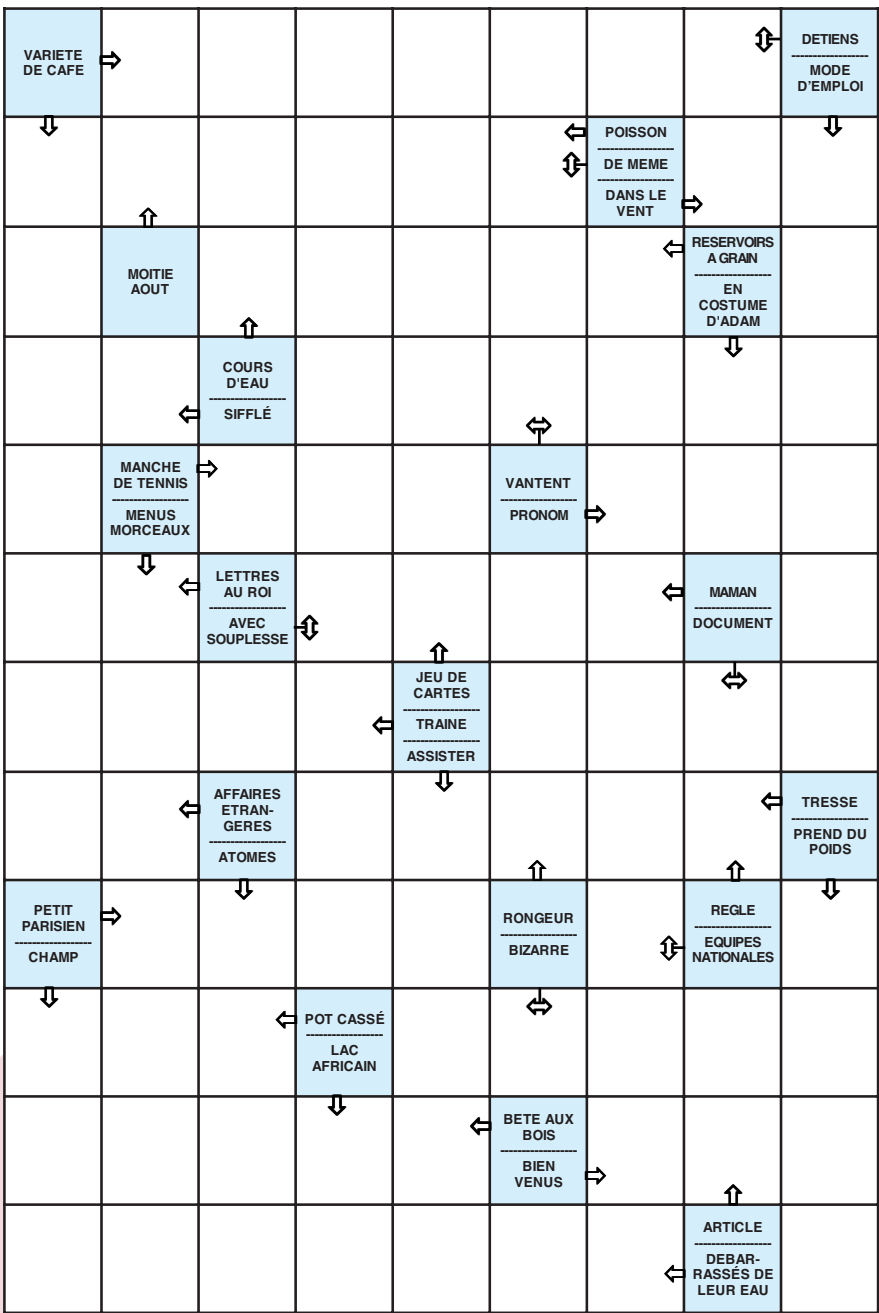 VARIETE
DE CAFE
DETIENS
MODE
D'EMPLOI
POISSON
DE MEME
DANS LE
VENT
MOITIE
AOUT
RESERVOIRS
A GRAIN
EN
COSTUME
D'ADAM
COURS
D'EAU
SIFFLÉ
MANCHE
DE TENNIS
MENUS
MORCEAUX
VANTENT
PRONOM
LETTRES
AU ROI
AVEC
SOUPLESSE
MAMAN
DOCUMENT
JEU DE
CARTES
TRAINE
ASSISTER
AFFAIRES
ETRAN-
GERES
ATOMES
TRESSE
PREND DU
POIDS
PETIT
PARISIEN
CHAMP
RONGEUR
BIZARRE
REGLE
EQUIPES
NATIONALES
POT CASSÉ
LAC
AFRICAIN
BETE AUX
BOIS
BIEN
VENUS
ARTICLE
DEBAR-
RASSÉS DE
LEUR EAU